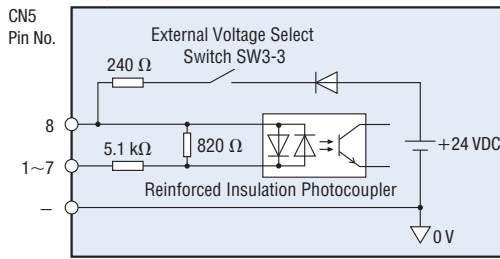 CN5
Pin No.
External Voltage Select
Switch SW3-3
240 Ω
8
5.1 kΩ
820 Ω
+24 VDC
1~7
Reinforced Insulation Photocoupler
−
0 V